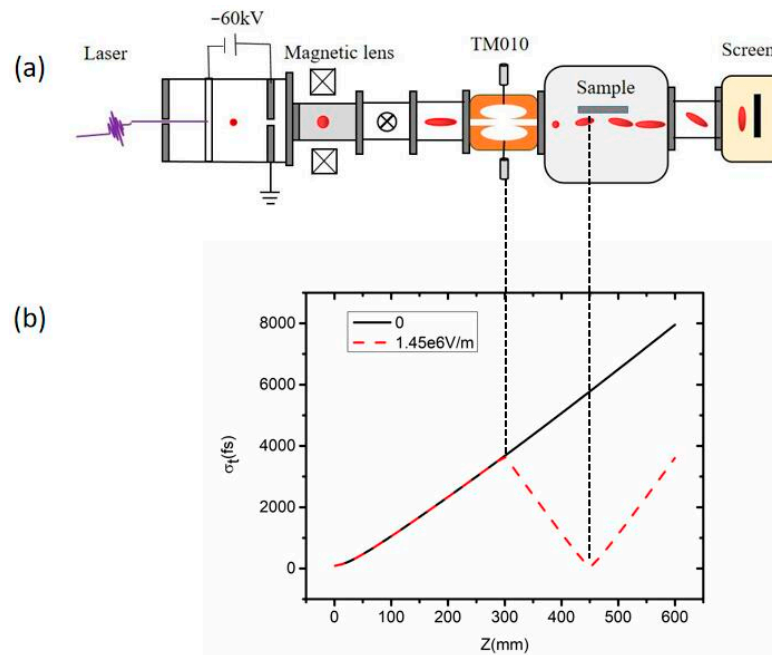 −60kV
(a)
Laser
Magnetic lens
TM010
Screen
Sample
(b)
0
1.45e6V/m
8000
6000
4000
2000
0
σt(fs)
0 100 200 300 400 500 600
Z(mm)